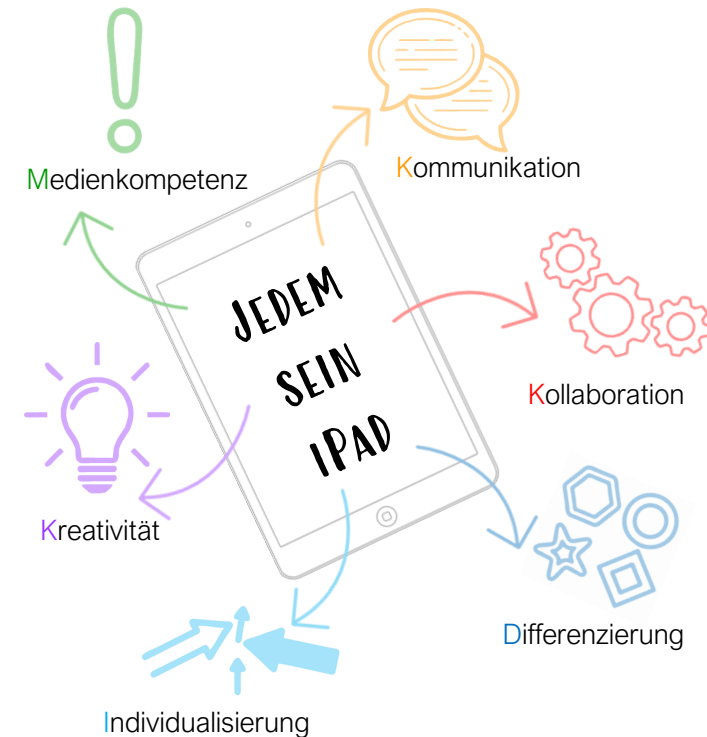 Medienkompetenz
Kommunikation
JEDEM
SEIN
iPAD
Kollaboration
Kreativität
Differenzierung
Individualisierung